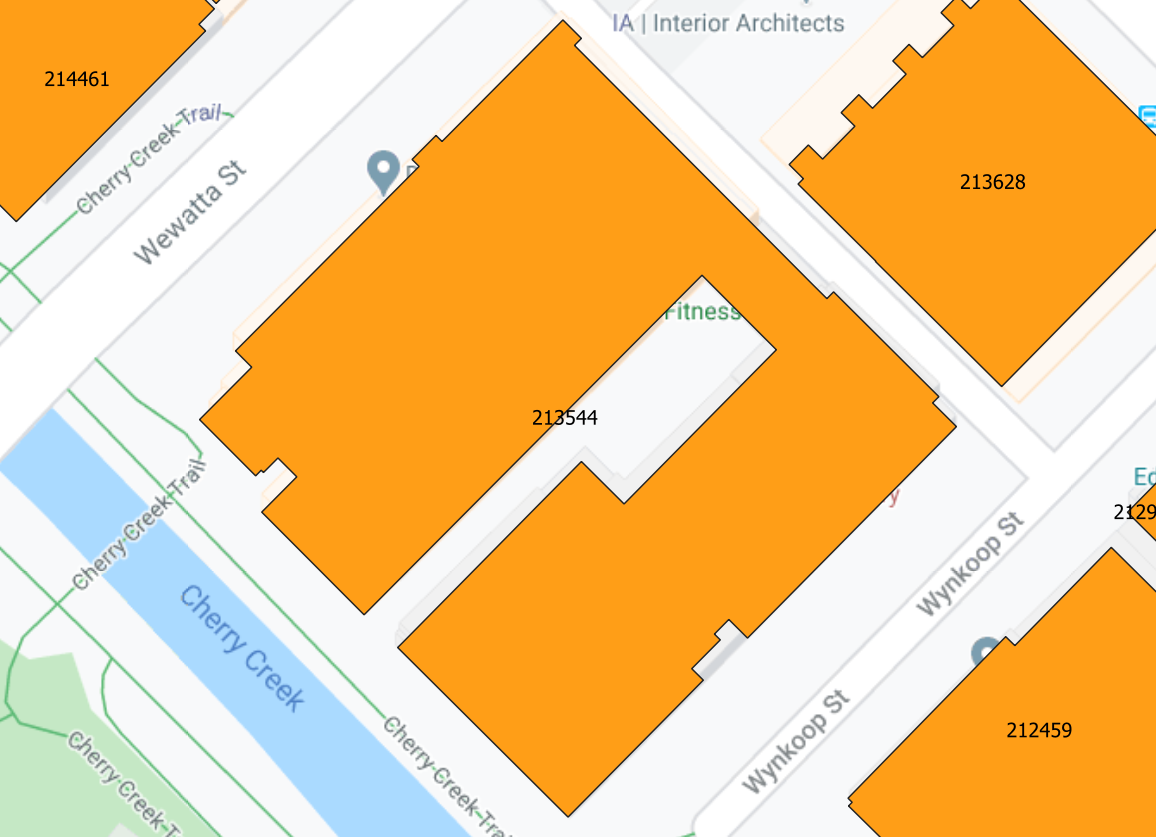 IA | Interior Architects
214461
Cherry Creek Trail
Wewatta St
213628
Fitness
213544
Cherry Creek Trail
Cherry Creek
Cherry Creek Trail
Cherry Creek T
Wynkoop St
Wynkoop St
212459